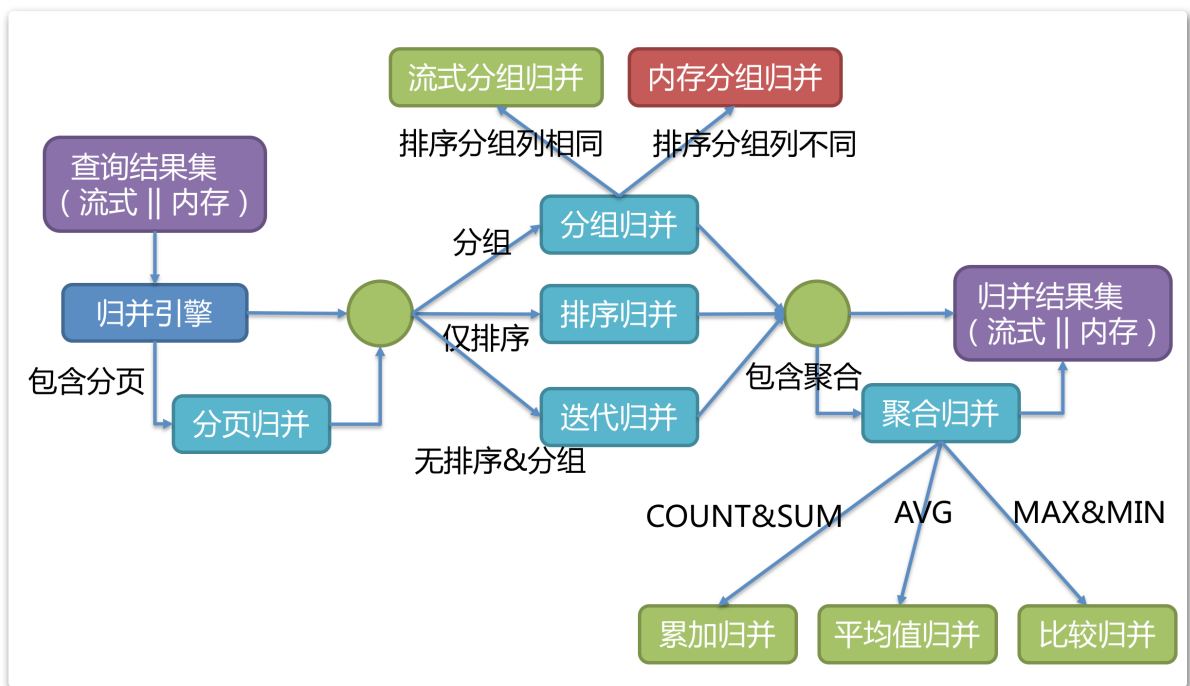 流式分组归并
内存分组归并
排序分组列相同
排序分组列不同
查询结果集
（流式 || 内存）
分组归并
分组
归并引擎
排序归并
归并结果集
（流式 || 内存）
仅排序
包含分页
包含聚合
分页归并
迭代归并
聚合归并
无排序&分组
COUNT&SUM
AVG
MAX&MIN
累加归并
平均值归并
比较归并